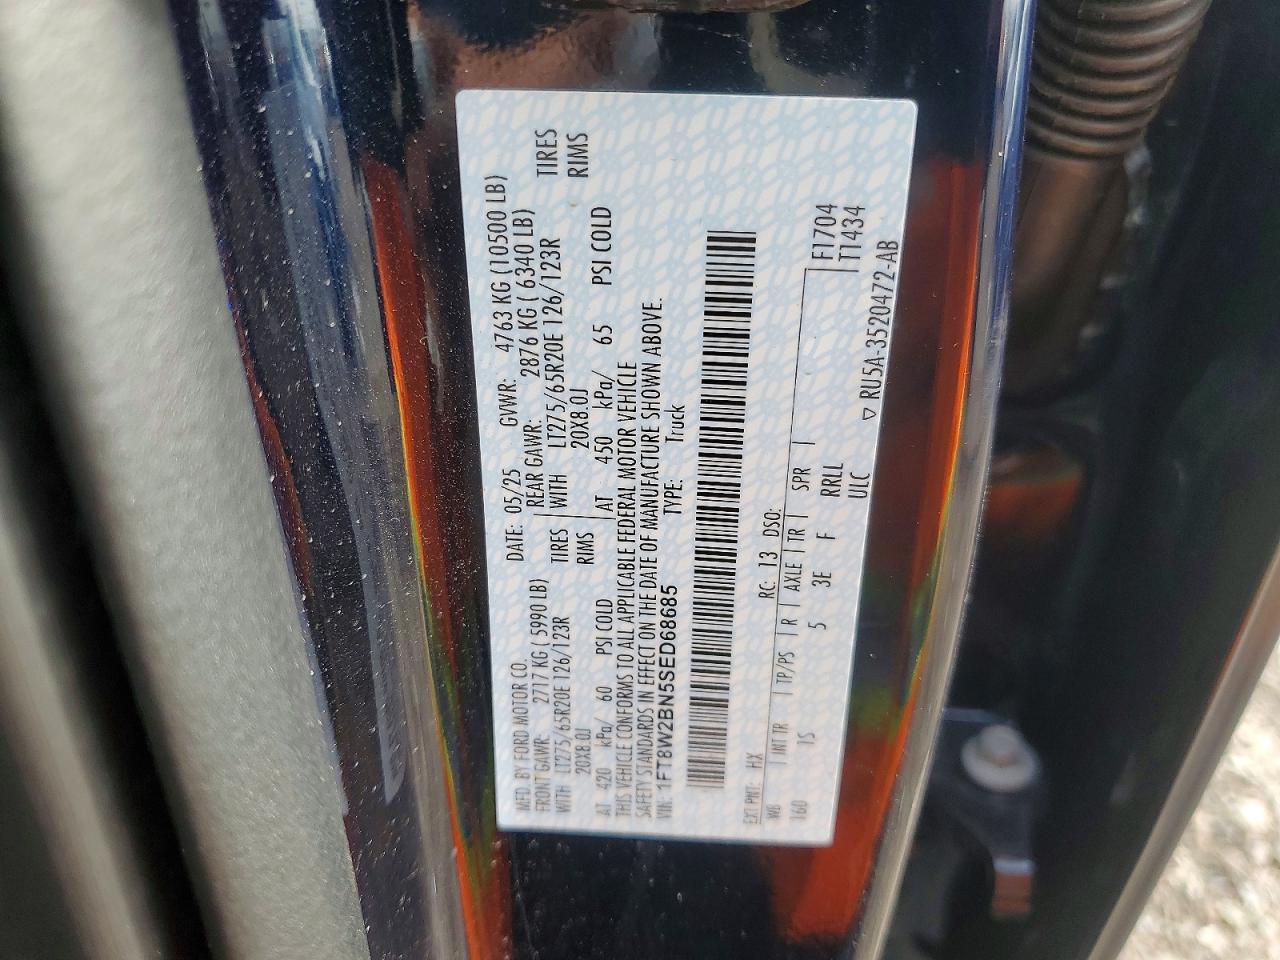 MFD. BY FORD MOTOR CO.
DATE: 05/25 GVWR: 4763 KG (10500 LB)
FRONT GAWR: 2717 KG ( 5990 LB) REAR GAWR: 2876 KG ( 6340 LB)
WITH LT275/65R20E 126/123R TIRES WITH LT275/65R20E 126/123R TIRES
20X8.0J RIMS 20X8.0J RIMS
AT 420 kPa/ 60 PSI COLD AT 450 kPa/ 65 PSI COLD
THIS VEHICLE CONFORMS TO ALL APPLICABLE FEDERAL MOTOR VEHICLE
SAFETY STANDARDS IN EFFECT ON THE DATE OF MANUFACTURE SHOWN ABOVE.
VIN: 1FT8W2BN5SED68685 TYPE: Truck
EXT PNT: HX RC: 13 DSO:
WB INT TR TP/PS R AXLE TR SPR F1704
160 IS 5 3E F RRLL T1434
ULC ▽ RU5A-3520472-AB